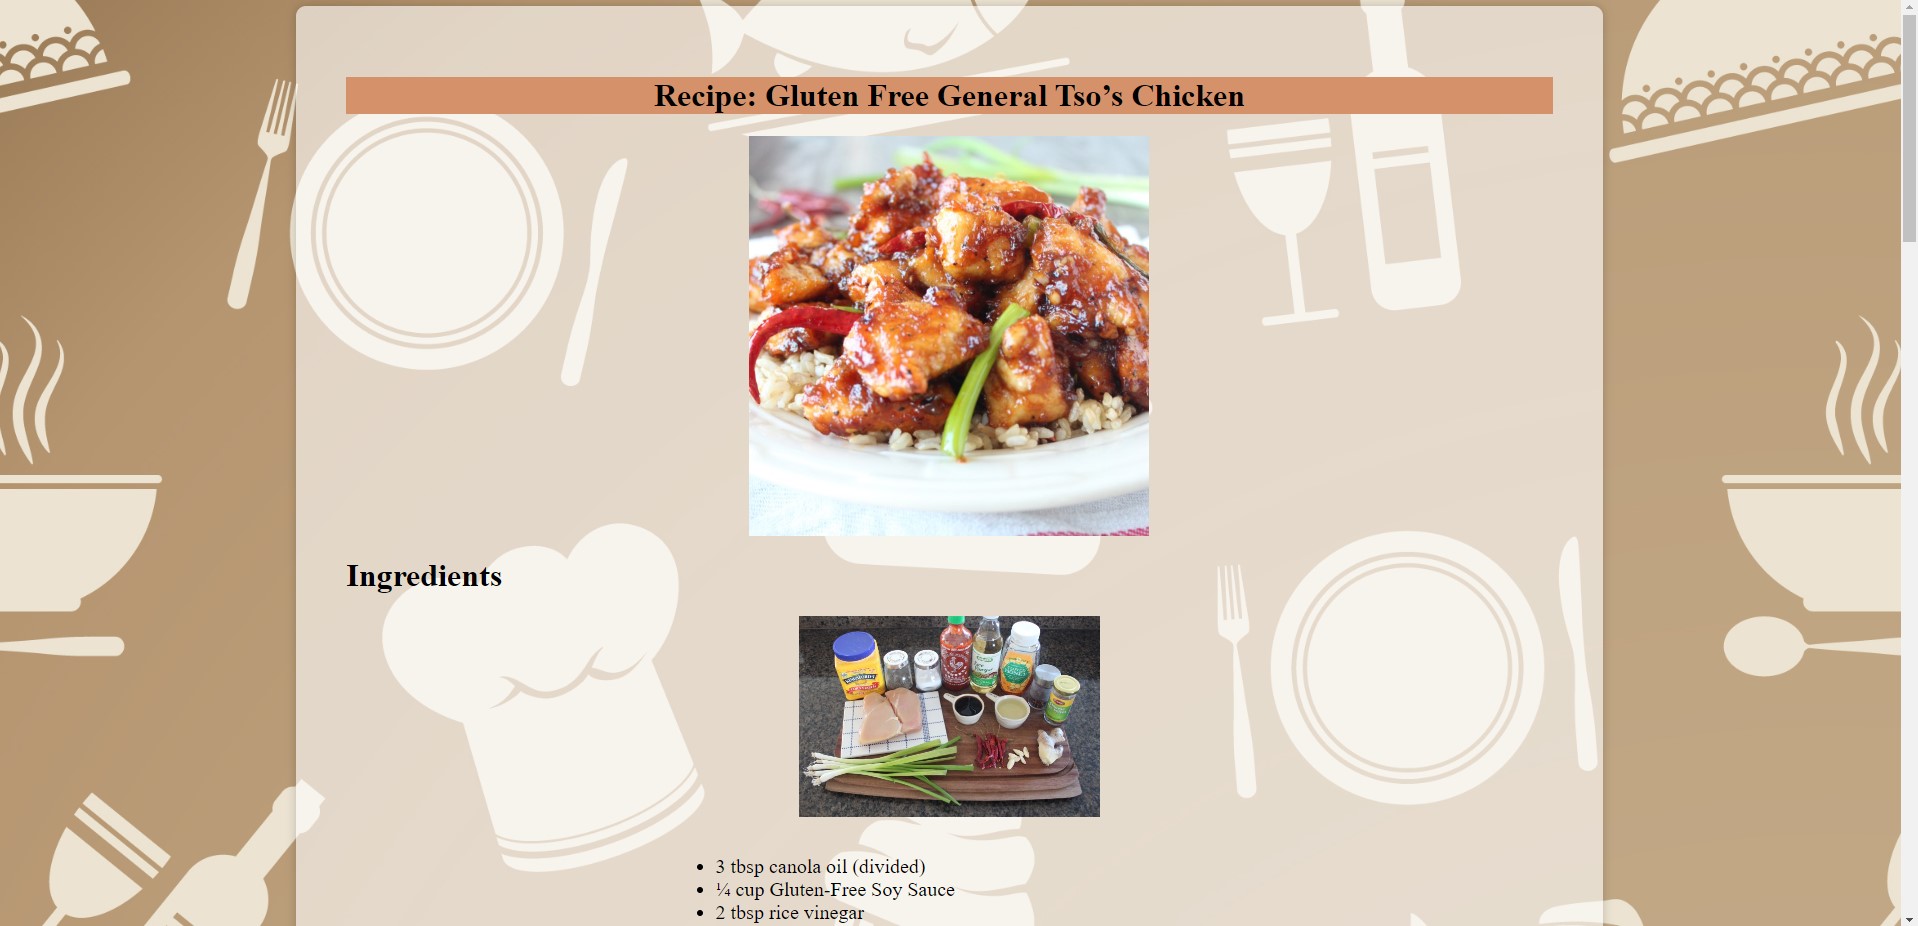 Recipe: Gluten Free General Tso’s Chicken
Ingredients
• 3 tbsp canola oil (divided)
• ¼ cup Gluten-Free Soy Sauce
• 2 tbsp rice vinegar